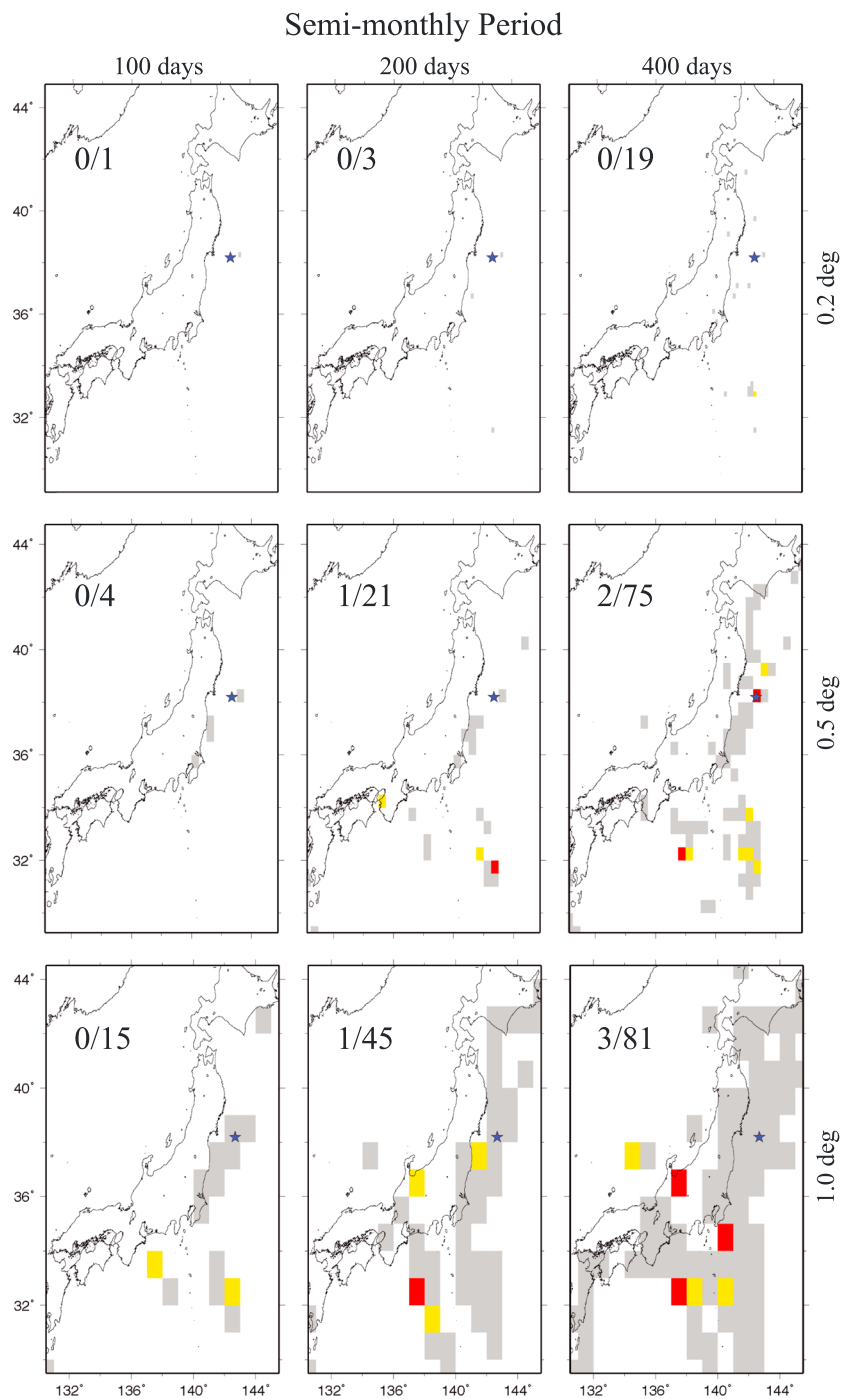 Semi-monthly Period
100 days 200 days 400 days
44°
0/1 0/3 0/19
40°
0.2 deg
36°
32°
44°
0/4 1/21 2/75
40°
0.5 deg
36°
32°
44°
0/15 1/45 3/81
40°
1.0 deg
36°
32°
132° 136° 140° 144° 132° 136° 140° 144° 132° 136° 140° 144°